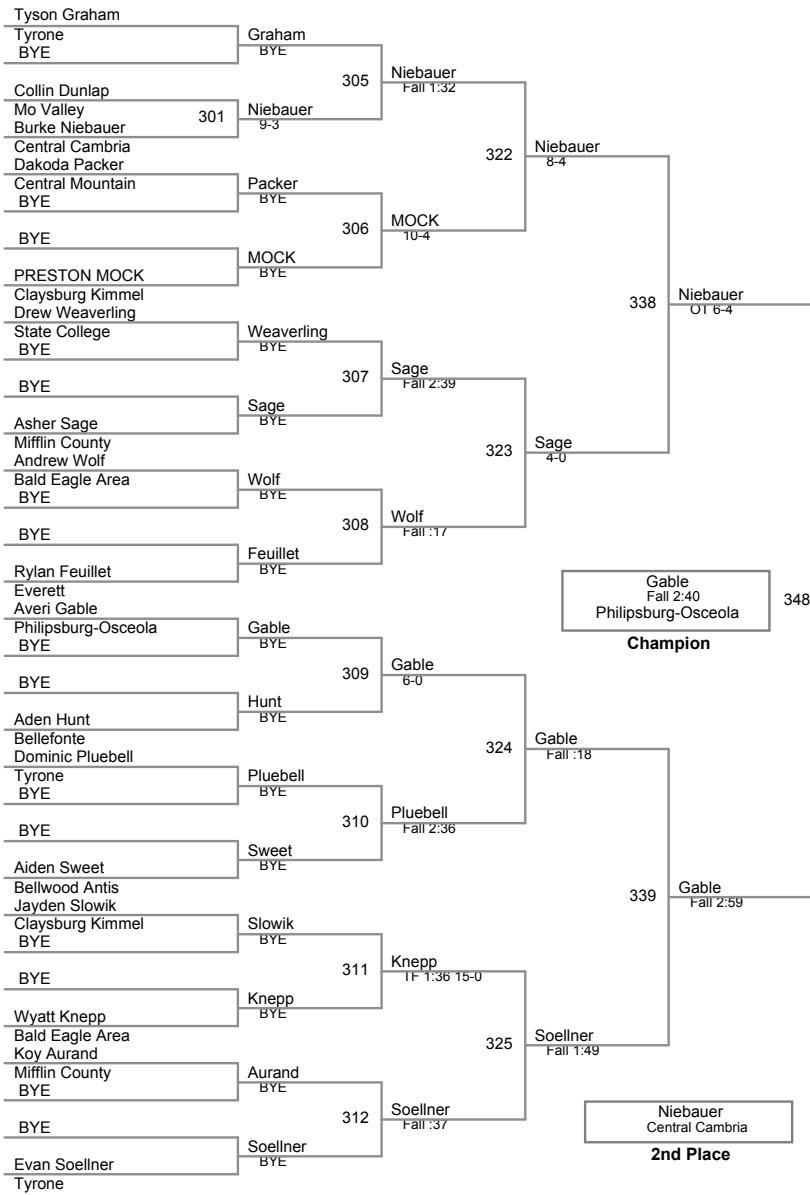 Tyson Graham
Tyrone
BYE
Graham
BYE
305
Niebauer
Fall 1:32
Collin Dunlap
Mo Valley
301
Niebauer
9-3
Burke Niebauer
Central Cambria
322
Niebauer
8-4
Dakoda Packer
Central Mountain
BYE
Packer
BYE
306
MOCK
10-4
BYE
MOCK
BYE
PRESTON MOCK
Claysburg Kimmel
338
Niebauer
OT 6-4
Drew Weaverling
State College
BYE
Weaverling
BYE
307
Sage
Fall 2:39
BYE
Sage
BYE
Asher Sage
Mifflin County
323
Sage
4-0
Andrew Wolf
Bald Eagle Area
BYE
Wolf
BYE
308
Wolf
Fall :17
BYE
Feuillet
BYE
Rylan Feuillet
Everett
Gable
Fall 2:40
Philipsburg-Osceola
348
Champion
Averi Gable
Philipsburg-Osceola
BYE
Gable
BYE
309
Gable
6-0
BYE
Hunt
BYE
Aden Hunt
Bellefonte
324
Gable
Fall :18
Dominic Pluebell
Tyrone
BYE
Pluebell
BYE
310
Pluebell
Fall 2:36
BYE
Sweet
BYE
Aiden Sweet
Bellwood Antis
339
Gable
Fall 2:59
Jayden Slowik
Claysburg Kimmel
BYE
Slowik
BYE
311
Knepp
TF 1:36 15-0
BYE
Knepp
BYE
Wyatt Knepp
Bald Eagle Area
325
Soellner
Fall 1:49
Koy Aurand
Mifflin County
BYE
Aurand
BYE
312
Soellner
Fall :37
BYE
Soellner
BYE
Evan Soellner
Tyrone
Niebauer
Central Cambria
2nd Place